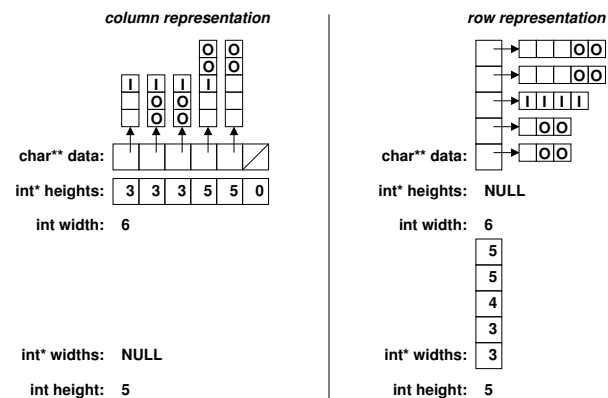 column representation
O O
O O
I I I I
O O
O O
char** data:
int* heights: 3 3 3 5 5 0
int width: 6
int* widths: NULL
int height: 5
row representation
O O
O O
I I I I
O O
char** data: O O
int* heights: NULL
int width: 6
5
5
4
3
int* widths: 3
int height: 5